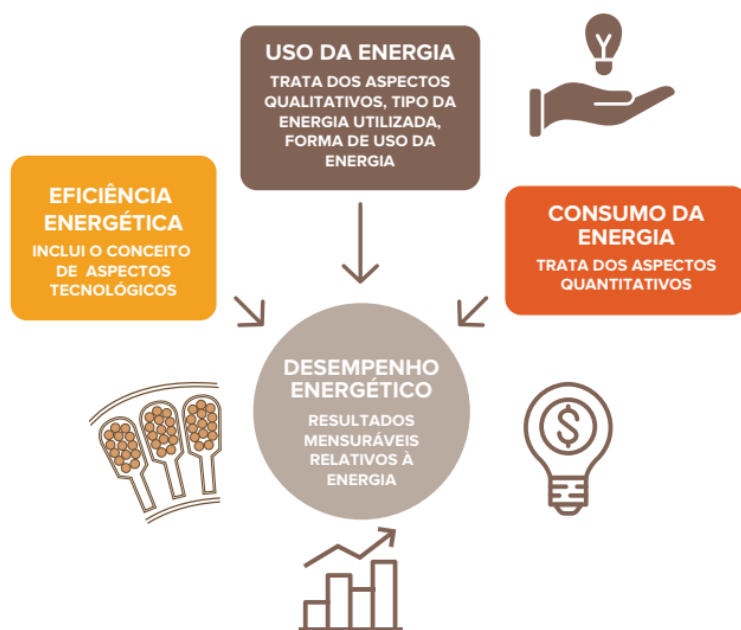 USO DA ENERGIA
TRATA DOS ASPECTOS
QUALITATIVOS, TIPO DA
ENERGIA UTILIZADA,
FORMA DE USO DA
ENERGIA
EFICIÊNCIA
ENERGÉTICA
INCLUI O CONCEITO
DE ASPECTOS
TECNOLÓGICOS
CONSUMO DA
ENERGIA
TRATA DOS ASPECTOS
QUANTITATIVOS
DESEMPENHO
ENERGÉTICO
RESULTADOS
MENSURÁVEIS
RELATIVOS À
ENERGIA
$